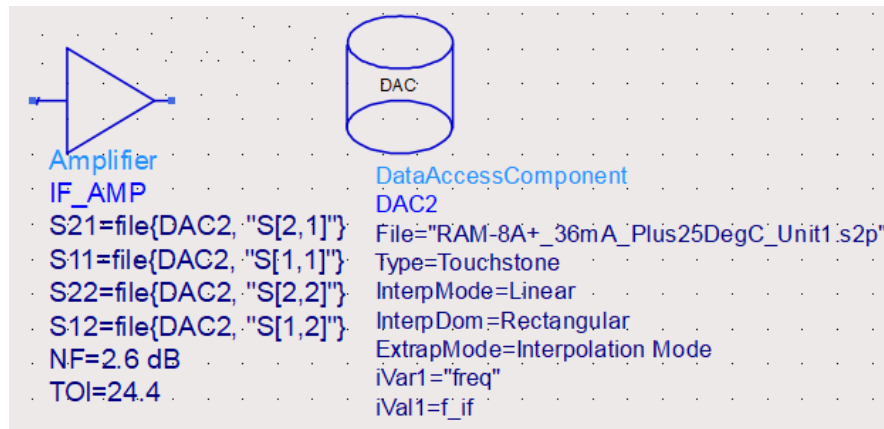 DAC
Amplifier
IF_AMP
S21=file{DAC2, "S[2,1]"}
S11=file{DAC2, "S[1,1]"}
S22=file{DAC2, "S[2,2]"}
S12=file{DAC2, "S[1,2]"}
NF=2.6 dB
TOI=24.4
DataAccessComponent
DAC2
File="RAM-8A+_36mA_Plus25DegC_Unit1.s2p"
Type=Touchstone
InterpMode=Linear
InterpDom=Rectangular
ExtrapMode=Interpolation Mode
iVar1="freq"
iVal1=f_if